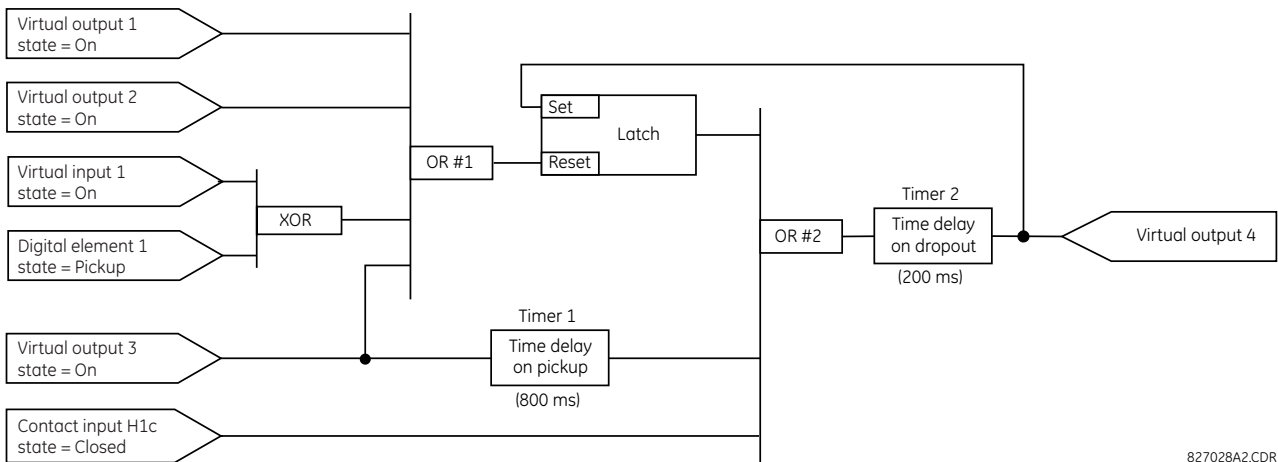 Virtual output 1
state = On
Virtual output 2
state = On
Virtual input 1
state = On
Digital element 1
state = Pickup
Virtual output 3
state = On
Contact input H1c
state = Closed
XOR
OR #1
Set
Latch
Reset
Timer 1
Time delay
on pickup
(800 ms)
OR #2
Timer 2
Time delay
on dropout
(200 ms)
Virtual output 4
827028A2.CDR